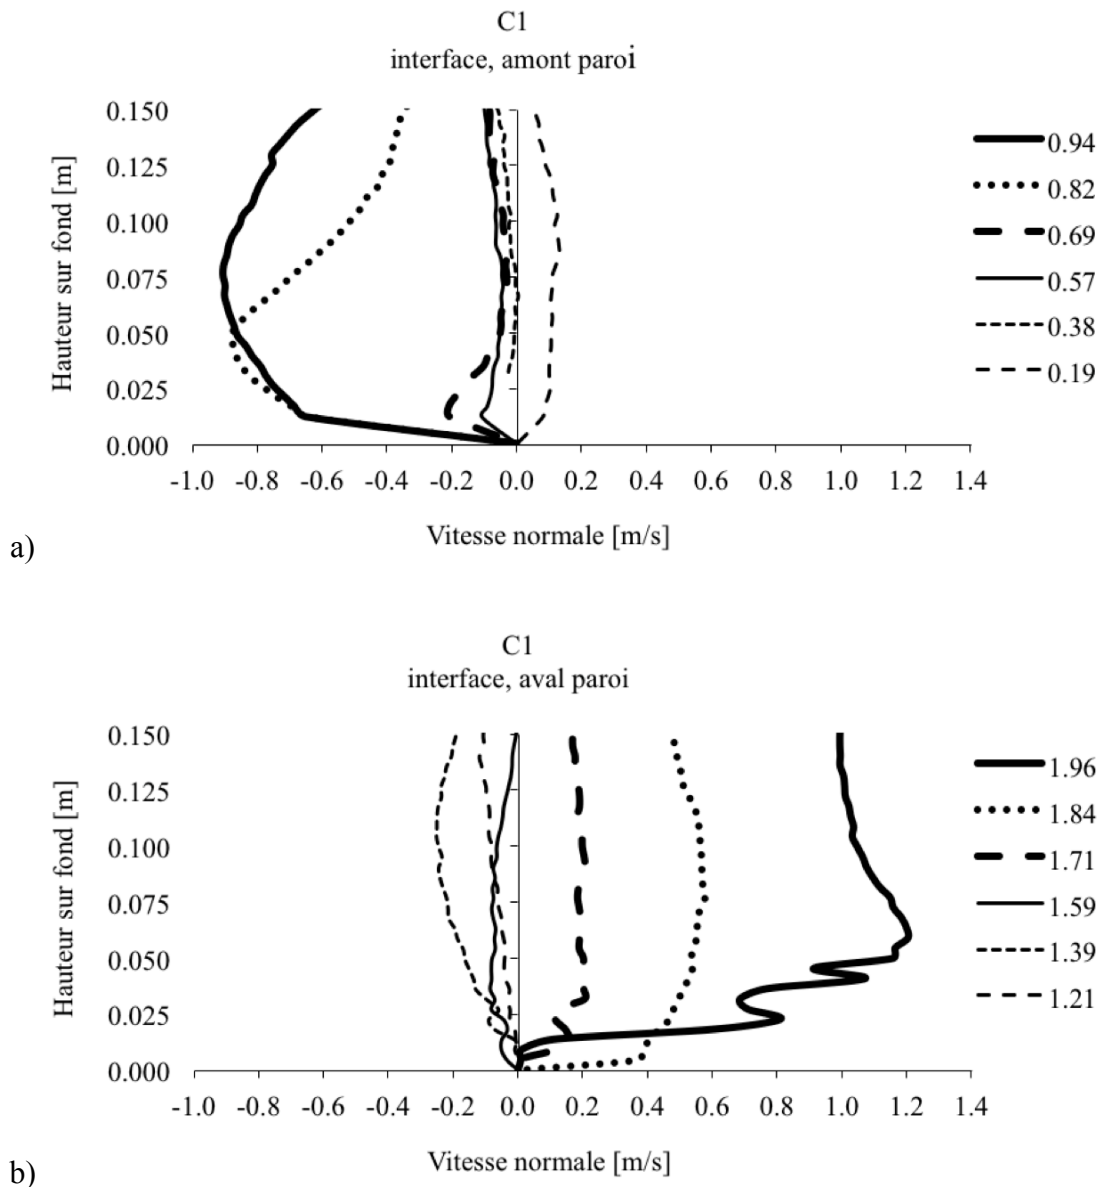 C1
interface, amont paroi
0.150
0.125
0.100
0.075
0.050
0.025
0.000
Hauteur sur fond [m]
-1.0 -0.8 -0.6 -0.4 -0.2 0.0 0.2 0.4 0.6 0.8 1.0 1.2 1.4
Vitesse normale [m/s]
0.94
0.82
0.69
0.57
0.38
0.19
a)
C1
interface, aval paroi
0.150
0.125
0.100
0.075
0.050
0.025
0.000
Hauteur sur fond [m]
-1.0 -0.8 -0.6 -0.4 -0.2 0.0 0.2 0.4 0.6 0.8 1.0 1.2 1.4
Vitesse normale [m/s]
1.96
1.84
1.71
1.59
1.39
1.21
b)